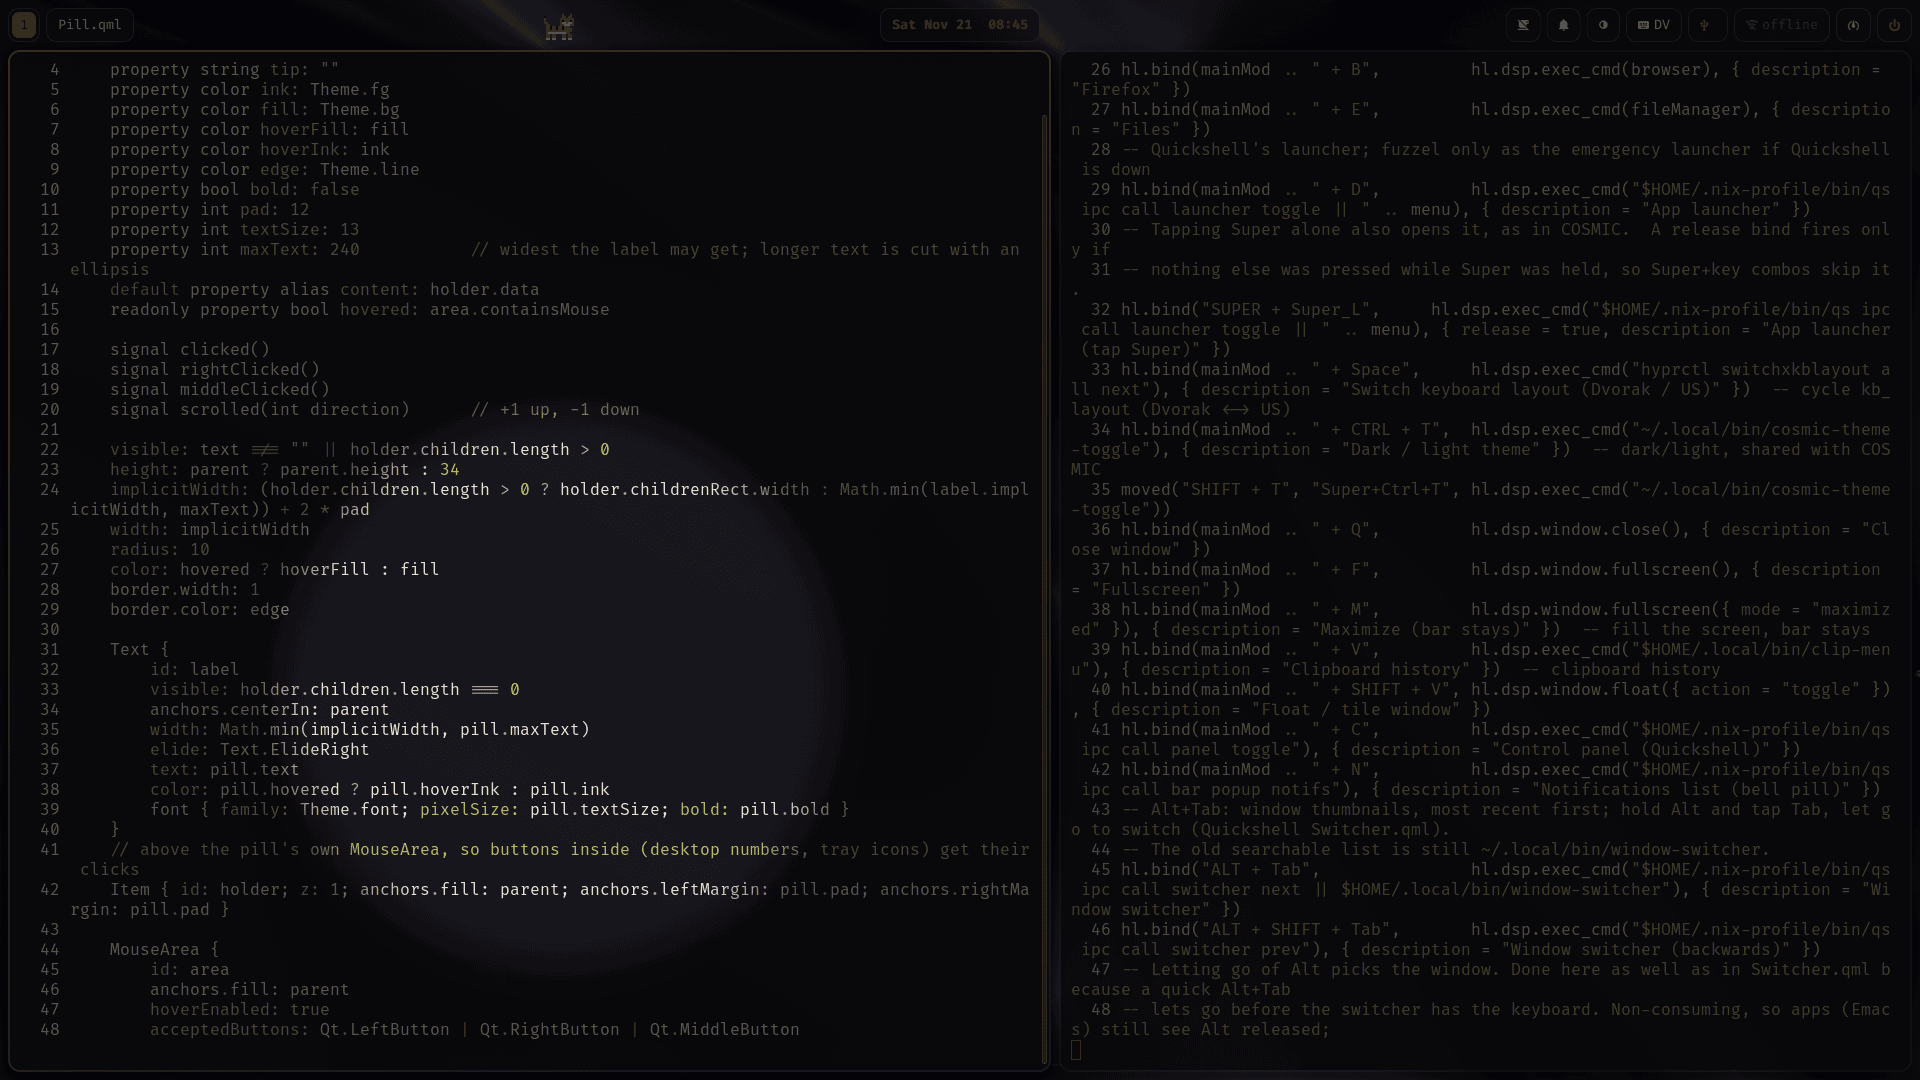 1 Pill.qml Sat Nov 21 08:45 DV offline
4 property string tip: ""
5 property color ink: Theme.fg
6 property color fill: Theme.bg
7 property color hoverFill: fill
8 property color hoverInk: ink
9 property color edge: Theme.line
10 property bool bold: false
11 property int pad: 12
12 property int textSize: 13
13 property int maxText: 240 // widest the label may get; longer text is cut with an
ellipsis
14 default property alias content: holder.data
15 readonly property bool hovered: area.containsMouse
16
17 signal clicked()
18 signal rightClicked()
19 signal middleClicked()
20 signal scrolled(int direction) // +1 up, -1 down
21
22 visible: text !== "" || holder.children.length > 0
23 height: parent ? parent.height : 34
24 implicitWidth: (holder.children.length > 0 ? holder.childrenRect.width : Math.min(label.impl
icitWidth, maxText)) + 2 * pad
25 width: implicitWidth
26 radius: 10
27 color: hovered ? hoverFill : fill
28 border.width: 1
29 border.color: edge
30
31 Text {
32 id: label
33 visible: holder.children.length === 0
34 anchors.centerIn: parent
35 width: Math.min(implicitWidth, pill.maxText)
36 elide: Text.ElideRight
37 text: pill.text
38 color: pill.hovered ? pill.hoverInk : pill.ink
39 font { family: Theme.font; pixelSize: pill.textSize; bold: pill.bold }
40 }
41 // above the pill's own MouseArea, so buttons inside (desktop numbers, tray icons) get their
clicks
42 Item { id: holder; z: 1; anchors.fill: parent; anchors.leftMargin: pill.pad; anchors.rightMa
rgin: pill.pad }
43
44 MouseArea {
45 id: area
46 anchors.fill: parent
47 hoverEnabled: true
48 acceptedButtons: Qt.LeftButton | Qt.RightButton | Qt.MiddleButton
26 hl.bind(mainMod .. " + B", hl.dsp.exec_cmd(browser), { description =
"Firefox" })
27 hl.bind(mainMod .. " + E", hl.dsp.exec_cmd(fileManager), { descriptio
n = "Files" })
28 -- Quickshell's launcher; fuzzel only as the emergency launcher if Quickshell
is down
29 hl.bind(mainMod .. " + D", hl.dsp.exec_cmd("$HOME/.nix-profile/bin/qs
ipc call launcher toggle || " .. menu), { description = "App launcher" })
30 -- Tapping Super alone also opens it, as in COSMIC. A release bind fires onl
y if
31 -- nothing else was pressed while Super was held, so Super+key combos skip it
.
32 hl.bind("SUPER + Super_L", hl.dsp.exec_cmd("$HOME/.nix-profile/bin/qs ipc
call launcher toggle || " .. menu), { release = true, description = "App launcher
(tap Super)" })
33 hl.bind(mainMod .. " + Space", hl.dsp.exec_cmd("hyprctl switchxkblayout a
ll next"), { description = "Switch keyboard layout (Dvorak / US)" }) -- cycle kb_
layout (Dvorak <-> US)
34 hl.bind(mainMod .. " + CTRL + T", hl.dsp.exec_cmd("~/.local/bin/cosmic-theme
-toggle"), { description = "Dark / light theme" }) -- dark/light, shared with COS
MIC
35 moved("SHIFT + T", "Super+Ctrl+T", hl.dsp.exec_cmd("~/.local/bin/cosmic-theme
-toggle"))
36 hl.bind(mainMod .. " + Q", hl.dsp.window.close(), { description = "Cl
ose window" })
37 hl.bind(mainMod .. " + F", hl.dsp.window.fullscreen(), { description
= "Fullscreen" })
38 hl.bind(mainMod .. " + M", hl.dsp.window.fullscreen({ mode = "maximiz
ed" }), { description = "Maximize (bar stays)" }) -- fill the screen, bar stays
39 hl.bind(mainMod .. " + V", hl.dsp.exec_cmd("$HOME/.local/bin/clip-men
u"), { description = "Clipboard history" }) -- clipboard history
40 hl.bind(mainMod .. " + SHIFT + V", hl.dsp.window.float({ action = "toggle" })
, { description = "Float / tile window" })
41 hl.bind(mainMod .. " + C", hl.dsp.exec_cmd("$HOME/.nix-profile/bin/qs
ipc call panel toggle"), { description = "Control panel (Quickshell)" })
42 hl.bind(mainMod .. " + N", hl.dsp.exec_cmd("$HOME/.nix-profile/bin/qs
ipc call bar popup notifs"), { description = "Notifications list (bell pill)" })
43 -- Alt+Tab: window thumbnails, most recent first; hold Alt and tap Tab, let g
o to switch (Quickshell Switcher.qml).
44 -- The old searchable list is still ~/.local/bin/window-switcher.
45 hl.bind("ALT + Tab", hl.dsp.exec_cmd("$HOME/.nix-profile/bin/qs
ipc call switcher next || $HOME/.local/bin/window-switcher"), { description = "Wi
ndow switcher" })
46 hl.bind("ALT + SHIFT + Tab", hl.dsp.exec_cmd("$HOME/.nix-profile/bin/qs
ipc call switcher prev"), { description = "Window switcher (backwards)" })
47 -- Letting go of Alt picks the window. Done here as well as in Switcher.qml b
ecause a quick Alt+Tab
48 -- lets go before the switcher has the keyboard. Non-consuming, so apps (Emac
s) still see Alt released;